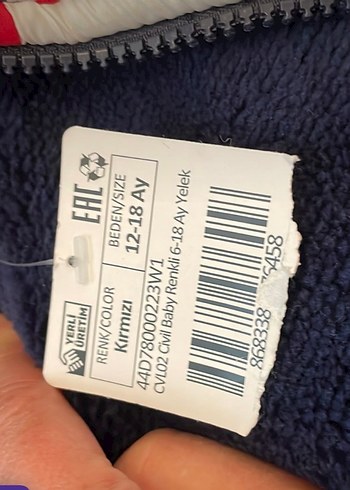 EAC
YERLİ
ÜRETİM
BEDEN/SIZE
12-18 Ay
RENK/COLOR
Kırmızı
44D78000223W1
CVL02 Civil Baby Renkli 6-18 Ay Yelek
868338 5458